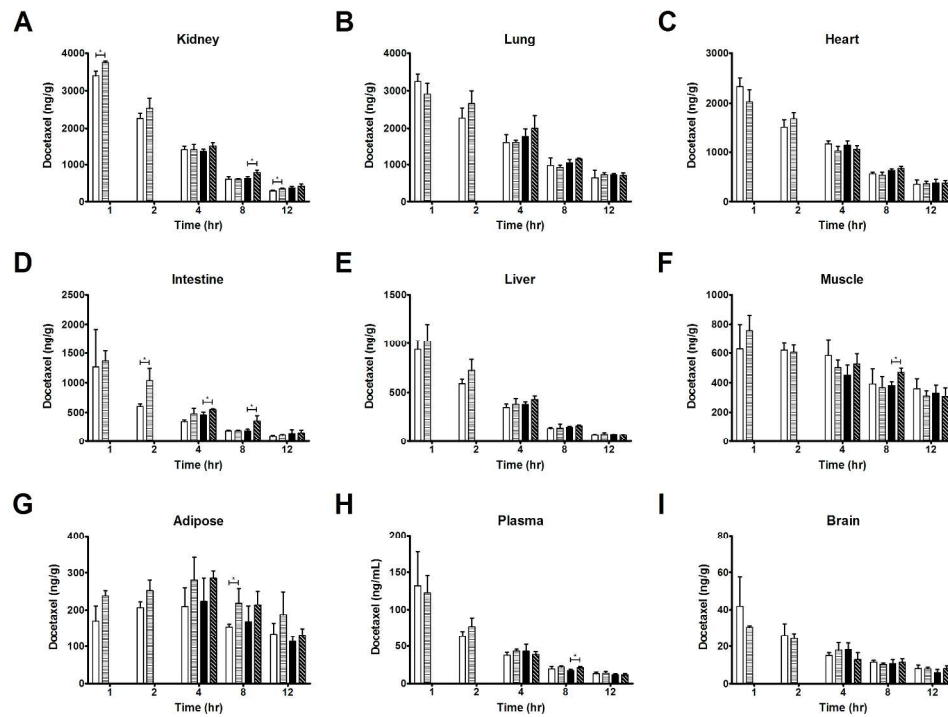 A
Kidney
Docetaxel (ng/g)
4000
3000
2000
1000
0
*
*
*
1 2 4 8 12
Time (hr)
B
Lung
Docetaxel (ng/g)
4000
3000
2000
1000
0
1 2 4 8 12
Time (hr)
C
Heart
Docetaxel (ng/g)
3000
2000
1000
0
1 2 4 8 12
Time (hr)
D
Intestine
Docetaxel (ng/g)
2500
2000
1500
1000
500
0
*
*
*
1 2 4 8 12
Time (hr)
E
Liver
Docetaxel (ng/g)
1500
1000
500
0
1 2 4 8 12
Time (hr)
F
Muscle
Docetaxel (ng/g)
1000
800
600
400
200
0
*
1 2 4 8 12
Time (hr)
G
Adipose
Docetaxel (ng/g)
400
300
200
100
0
*
1 2 4 8 12
Time (hr)
H
Plasma
Docetaxel (ng/mL)
200
150
100
50
0
*
1 2 4 8 12
Time (hr)
I
Brain
Docetaxel (ng/g)
80
60
40
20
0
1 2 4 8 12
Time (hr)